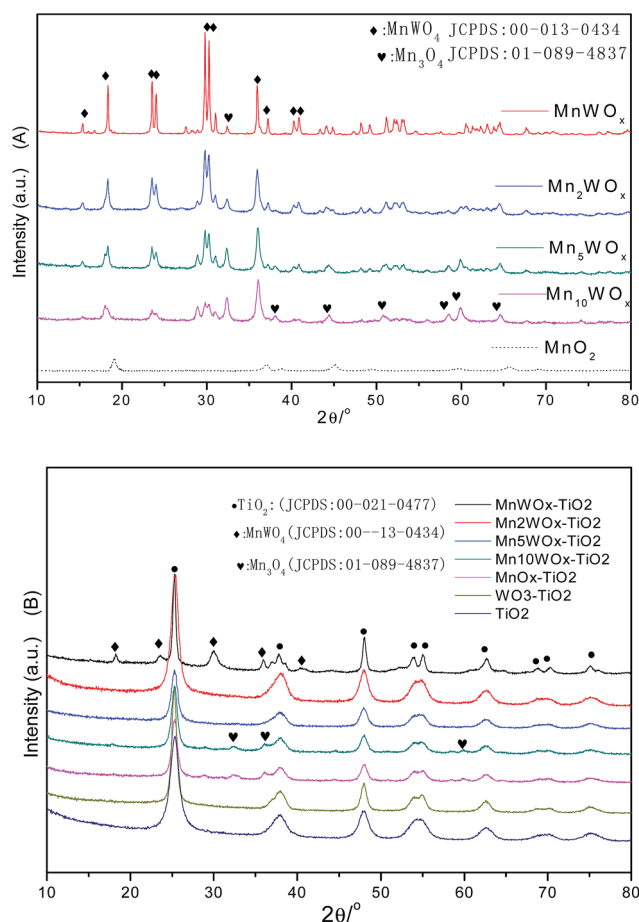 ◆:MnWO₄ JCPDS:00-013-0434
♥:Mn₃O₄ JCPDS:01-089-4837
MnWOₓ
Mn₂WOₓ
Mn₅WOₓ
Mn₁₀WOₓ
MnO₂
Intensity (a.u.) (A)
10 20 30 40 50 60 70 80
2θ/°
●TiO₂:(JCPDS:00-021-0477)
◆:MnWO₄(JCPDS:00--13-0434)
♥:Mn₃O₄(JCPDS:01-089-4837)
MnWOx-TiO2
Mn2WOx-TiO2
Mn5WOx-TiO2
Mn10WOx-TiO2
MnOx-TiO2
WO3-TiO2
TiO2
Intensity (a.u.) (B)
10 20 30 40 50 60 70 80
2θ/°